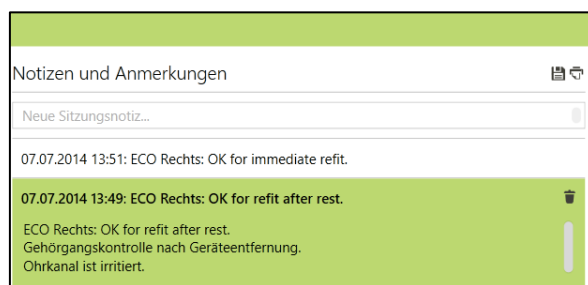 Notizen und Anmerkungen
Neue Sitzungsnotiz...
07.07.2014 13:51: ECO Rechts: OK for immediate refit.
07.07.2014 13:49: ECO Rechts: OK for refit after rest.
ECO Rechts: OK for refit after rest.
Gehörgangskontrolle nach Geräteentfernung.
Ohrkanal ist irritiert.